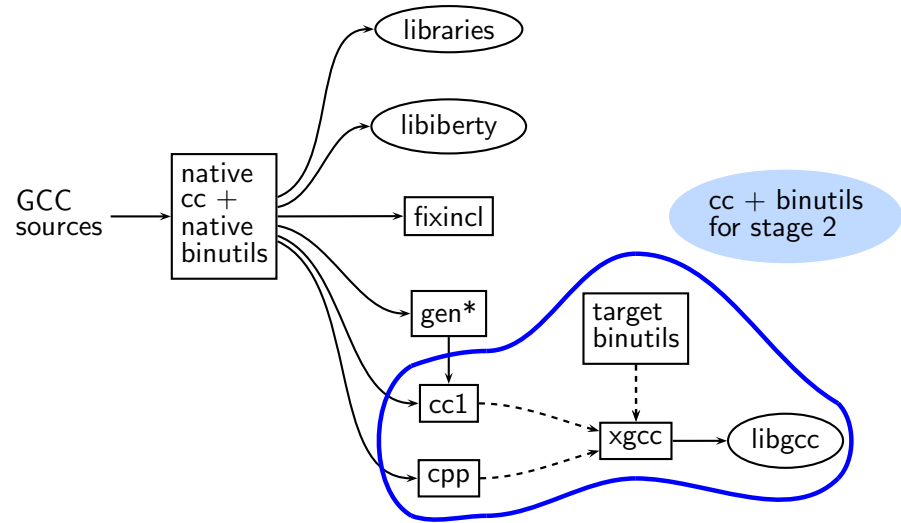 libraries
libiberty
GCC
sources
native
cc +
native
binutils
fixincl
cc + binutils
for stage 2
gen*
target
binutils
cc1
xgcc
libgcc
cpp